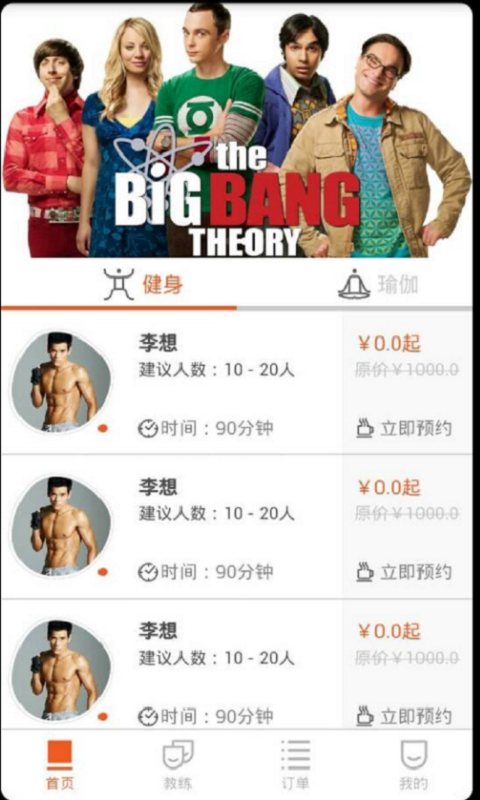 the
BIG BANG
THEORY
健身
瑜伽
李想
¥0.0起
建议人数：10 - 20人
原价¥1000.0
时间：90分钟
立即预约
李想
¥0.0起
建议人数：10 - 20人
原价¥1000.0
时间：90分钟
立即预约
李想
¥0.0起
建议人数：10 - 20人
原价¥1000.0
时间：90分钟
立即预约
首页
教练
订单
我的